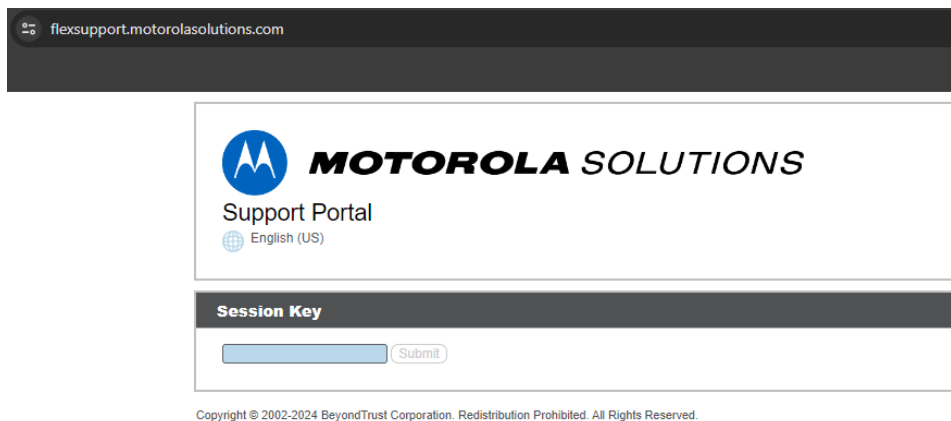 flexsupport.motorolasolutions.com
MOTOROLA SOLUTIONS
Support Portal
English (US)
Session Key
Submit
Copyright © 2002-2024 BeyondTrust Corporation. Redistribution Prohibited. All Rights Reserved.